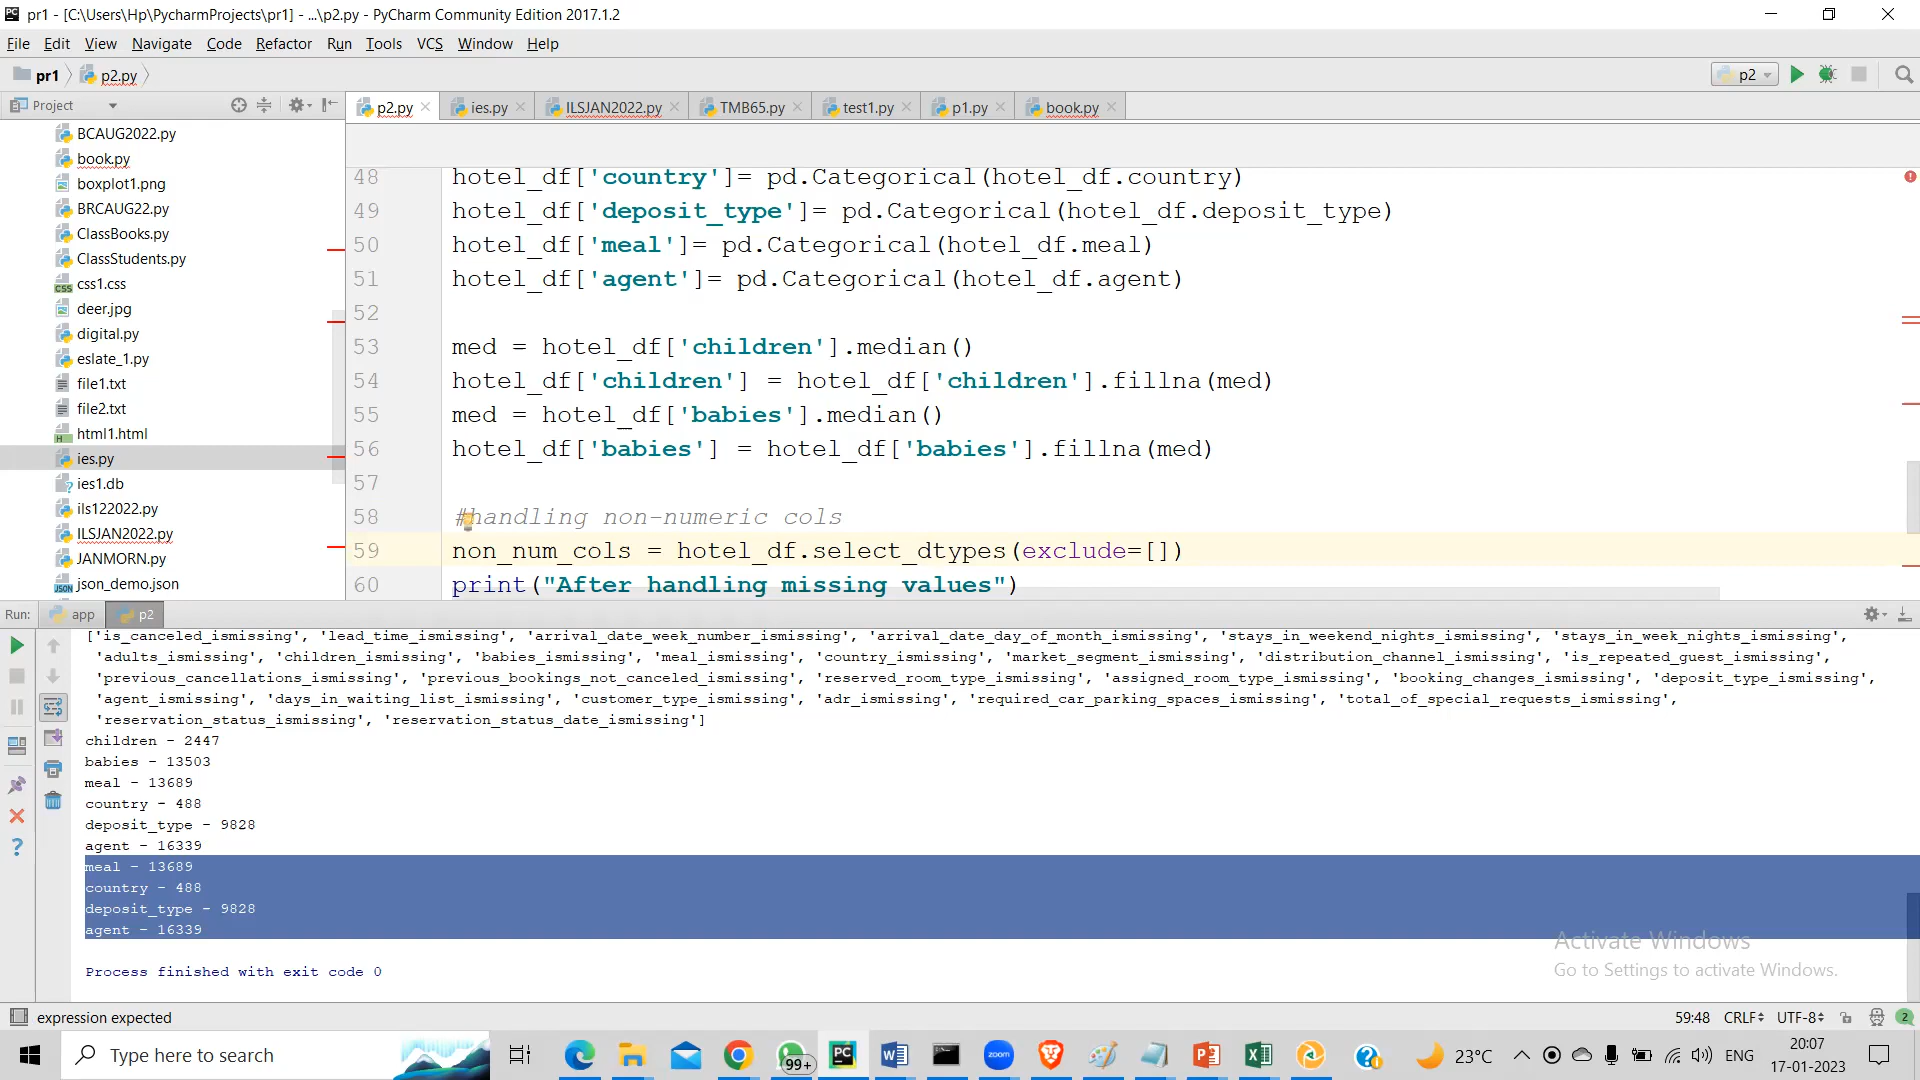 pr1 - [C:\Users\Hp\PycharmProjects\pr1] - ...\p2.py - PyCharm Community Edition 2017.1.2
File Edit View Navigate Code Refactor Run Tools VCS Window Help
pr1 p2.py p2
Project p2.py ies.py ILSJAN2022.py TMB65.py test1.py p1.py book.py
BCAUG2022.py
book.py
boxplot1.png
BRCAUG22.py
ClassBooks.py
ClassStudents.py
css1.css
deer.jpg
digital.py
eslate_1.py
file1.txt
file2.txt
html1.html
ies.py
ies1.db
ils122022.py
ILSJAN2022.py
JANMORN.py
json_demo.json
48 hotel_df['country']= pd.Categorical(hotel_df.country)
49 hotel_df['deposit_type']= pd.Categorical(hotel_df.deposit_type)
50 hotel_df['meal']= pd.Categorical(hotel_df.meal)
51 hotel_df['agent']= pd.Categorical(hotel_df.agent)
52
53 med = hotel_df['children'].median()
54 hotel_df['children'] = hotel_df['children'].fillna(med)
55 med = hotel_df['babies'].median()
56 hotel_df['babies'] = hotel_df['babies'].fillna(med)
57
58 #handling non-numeric cols
59 non_num_cols = hotel_df.select_dtypes(exclude=[])
60 print("After handling missing values")
Run: app p2
['is_canceled_ismissing', 'lead_time_ismissing', 'arrival_date_week_number_ismissing', 'arrival_date_day_of_month_ismissing', 'stays_in_weekend_nights_ismissing', 'stays_in_week_nights_ismissing',
'adults_ismissing', 'children_ismissing', 'babies_ismissing', 'meal_ismissing', 'country_ismissing', 'market_segment_ismissing', 'distribution_channel_ismissing', 'is_repeated_guest_ismissing',
'previous_cancellations_ismissing', 'previous_bookings_not_canceled_ismissing', 'reserved_room_type_ismissing', 'assigned_room_type_ismissing', 'booking_changes_ismissing', 'deposit_type_ismissing',
'agent_ismissing', 'days_in_waiting_list_ismissing', 'customer_type_ismissing', 'adr_ismissing', 'required_car_parking_spaces_ismissing', 'total_of_special_requests_ismissing',
'reservation_status_ismissing', 'reservation_status_date_ismissing']
children - 2447
babies - 13503
meal - 13689
country - 488
deposit_type - 9828
agent - 16339
meal - 13689
country - 488
deposit_type - 9828
agent - 16339
Process finished with exit code 0
Activate Windows
Go to Settings to activate Windows.
expression expected 59:48 CRLF UTF-8 2
Type here to search 99+ PC zoom 23°C ENG 20:07
17-01-2023